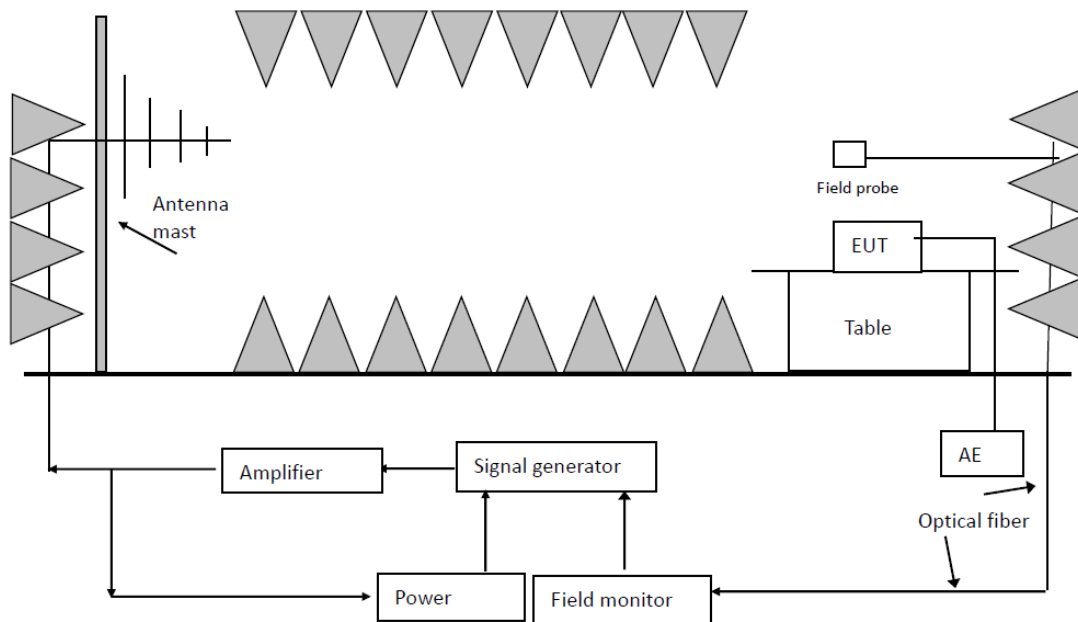 Antenna
mast
Field probe
EUT
Table
Amplifier
Signal generator
AE
Optical fiber
Power
Field monitor